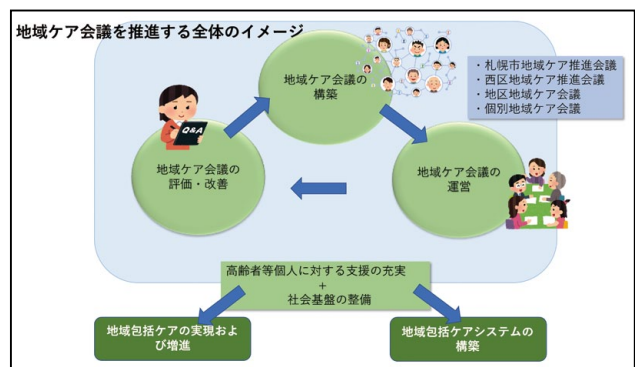 地域ケア会議を推進する全体のイメージ
地域ケア会議の
構築
・札幌市地域ケア推進会議
・西区地域ケア推進会議
・地区地域ケア会議
・個別地域ケア会議
Q&A
地域ケア会議の
評価・改善
地域ケア会議の
運営
高齢者等個人に対する支援の充実
+
社会基盤の整備
地域包括ケアの実現およ
び増進
地域包括ケアシステムの
構築